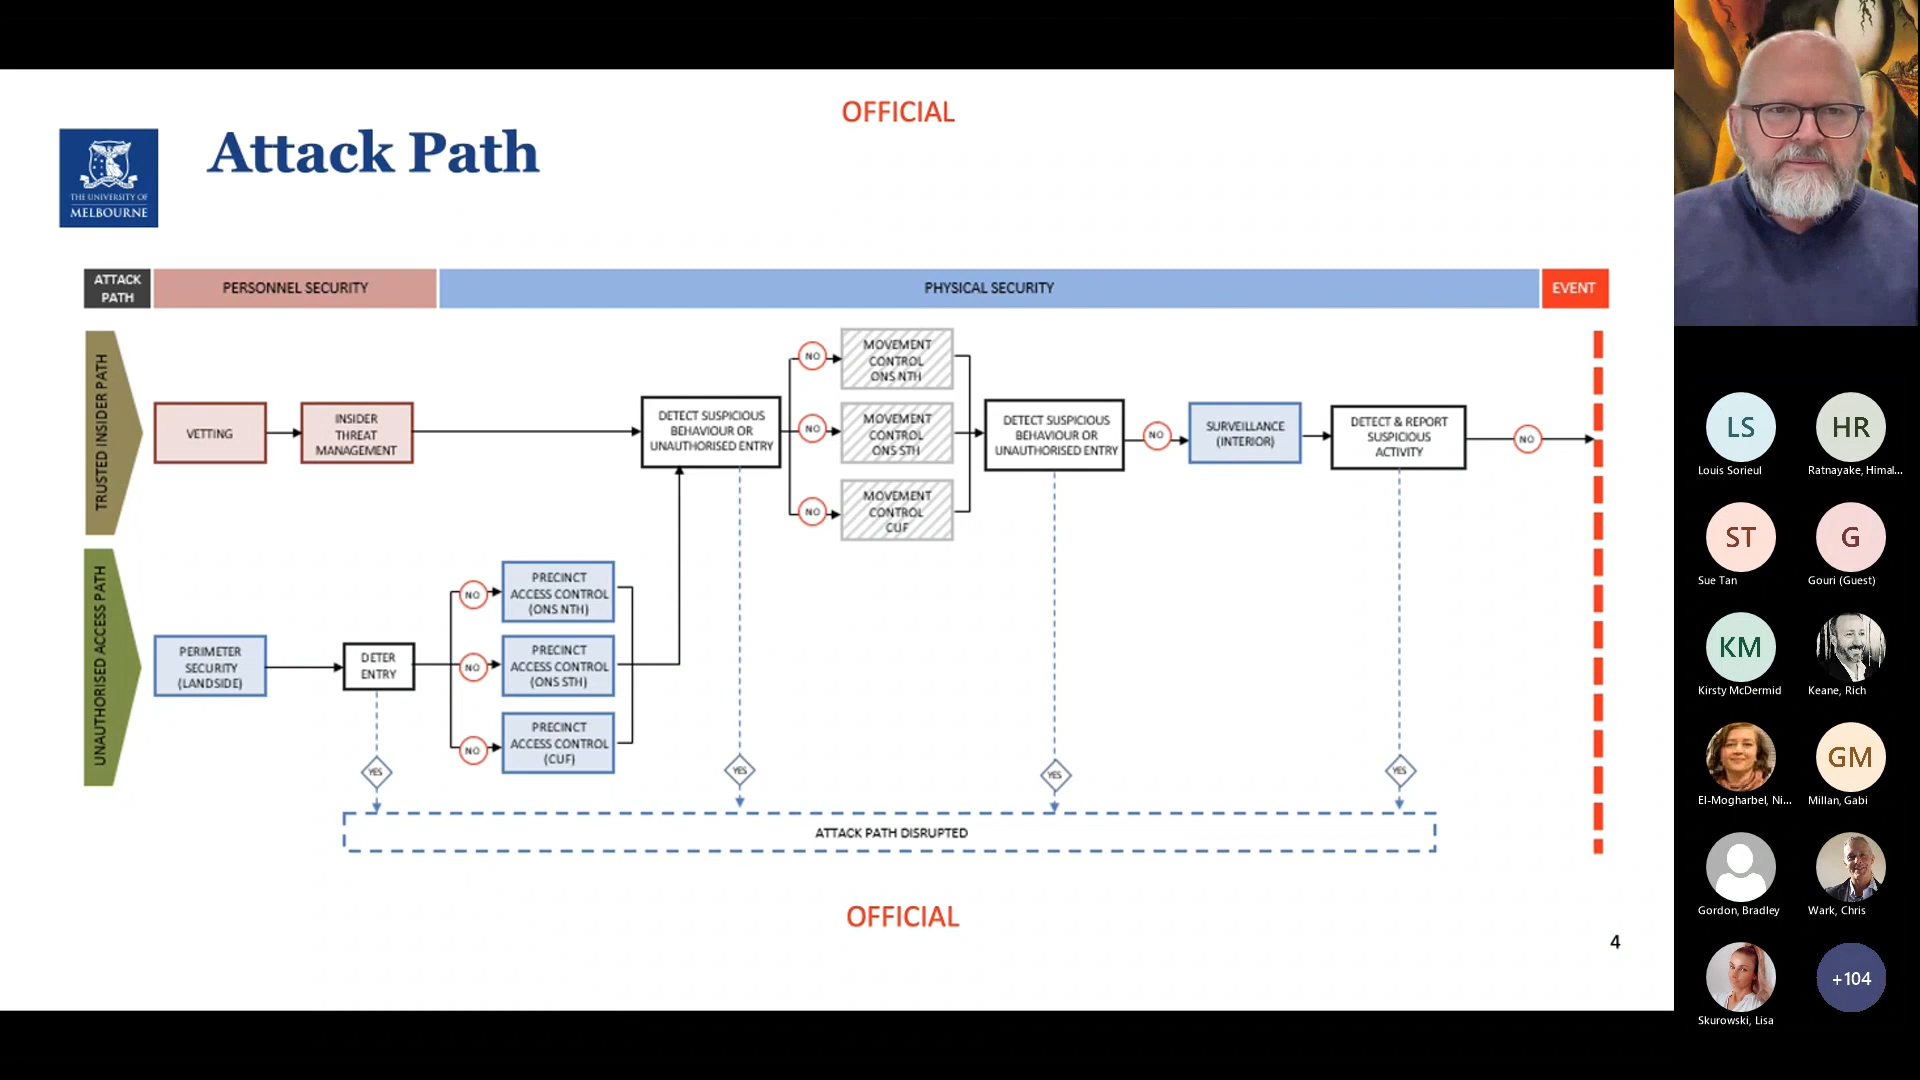 OFFICIAL
Attack Path
THE UNIVERSITY OF
MELBOURNE
ATTACK
PATH
PERSONNEL SECURITY
PHYSICAL SECURITY
EVENT
TRUSTED INSIDER PATH
VETTING
INSIDER
THREAT
MANAGEMENT
DETECT SUSPICIOUS
BEHAVIOUR OR
UNAUTHORISED ENTRY
NO
MOVEMENT
CONTROL
ONS NTH
NO
MOVEMENT
CONTROL
ONS STH
NO
MOVEMENT
CONTROL
CUF
DETECT SUSPICIOUS
BEHAVIOUR OR
UNAUTHORISED ENTRY
NO
SURVEILLANCE
(INTERIOR)
DETECT & REPORT
SUSPICIOUS
ACTIVITY
NO
UNAUTHORISED ACCESS PATH
PERIMETER
SECURITY
(LANDSIDE)
DETER
ENTRY
NO
PRECINCT
ACCESS CONTROL
(ONS NTH)
NO
PRECINCT
ACCESS CONTROL
(ONS STH)
NO
PRECINCT
ACCESS CONTROL
(CUF)
YES
YES
YES
YES
ATTACK PATH DISRUPTED
OFFICIAL
4
LS
Louis Sorieul
HR
Ratnayake, Himal...
ST
Sue Tan
G
Gouri (Guest)
KM
Kirsty McDermid
Keane, Rich
El-Mogharbel, Ni...
GM
Millan, Gabi
Gordon, Bradley
Wark, Chris
Skurowski, Lisa
+104